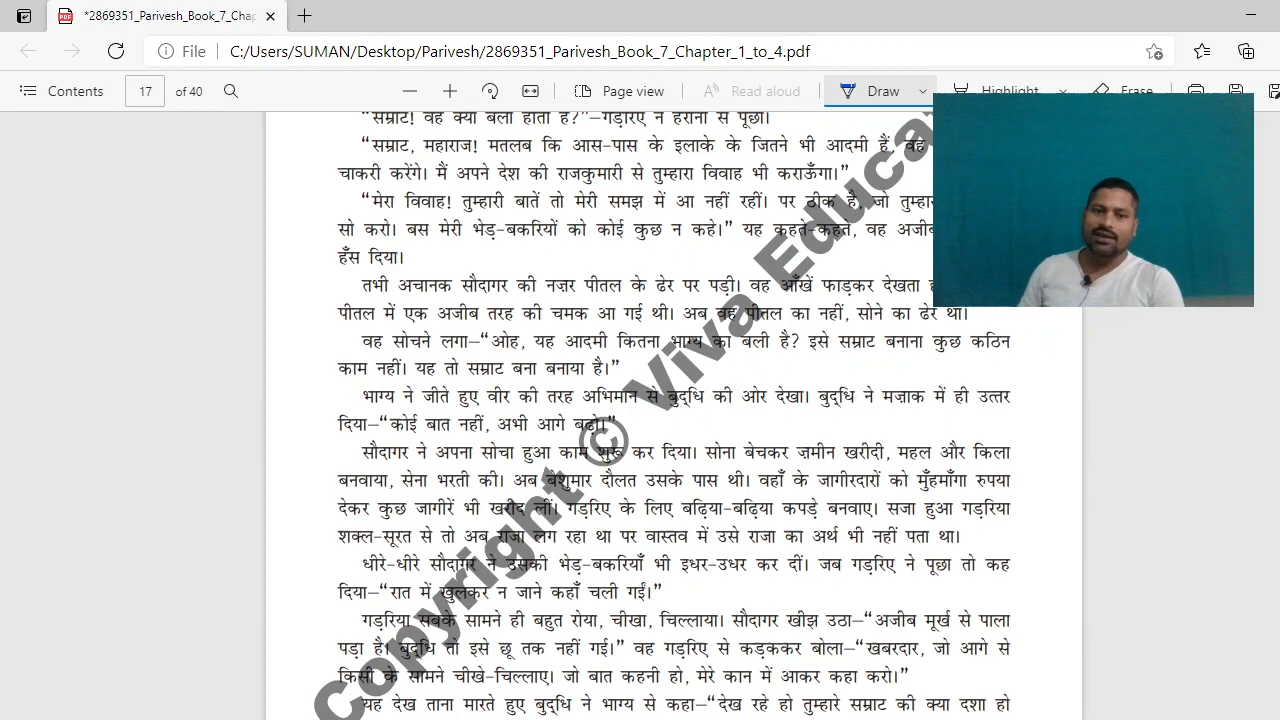 *2869351_Parivesh_Book_7_Chap
File C:/Users/SUMAN/Desktop/Parivesh/2869351_Parivesh_Book_7_Chapter_1_to_4.pdf
Contents 17 of 40 Page view Read aloud Draw Highlight Erase
“सम्राट! वह क्या बला होती है?”–गड़रिए ने हैरानी से पूछा।
“सम्राट, महाराज! मतलब कि आस-पास के इलाके के जितने भी आदमी हैं, वह
चाकरी करेंगे। मैं अपने देश की राजकुमारी से तुम्हारा विवाह भी कराऊँगा।”
“मेरा विवाह! तुम्हारी बातें तो मेरी समझ में आ नहीं रहीं। पर ठीक है, जो
सो करो। बस मेरी भेड़-बकरियों को कोई कुछ न कहे।” यह कहते-कहते, वह
हँस दिया।
तभी अचानक सौदागर की नज़र पीतल के ढेर पर पड़ी। वह आँखें फाड़कर देखता
पीतल में एक अजीब तरह की चमक आ गई थी। अब वह पीतल का नहीं, सोने का ढेर था।
वह सोचने लगा–“ओह, यह आदमी कितना भाग्य का बली है? इसे सम्राट बनाना कुछ कठिन
काम नहीं। यह तो सम्राट बना बनाया है।”
भाग्य ने जीते हुए वीर की तरह अभिमान से बुद्धि की ओर देखा। बुद्धि ने मज़ाक में ही उत्तर
दिया–“कोई बात नहीं, अभी आगे बढ़ो।”
सौदागर ने अपना सोचा हुआ काम शुरू कर दिया। सोना बेचकर ज़मीन खरीदी, महल और किला
बनवाया, सेना भरती की। अब बेशुमार दौलत उसके पास थी। वहाँ के जागीरदारों को मुँहमाँगा रुपया
देकर कुछ जागीरें भी खरीद लीं। गड़रिए के लिए बढ़िया-बढ़िया कपड़े बनवाए। सजा हुआ गड़रिया
शक्ल-सूरत से तो अब राजा लग रहा था पर वास्तव में उसे राजा का अर्थ भी नहीं पता था।
धीरे-धीरे सौदागर ने उसकी भेड़-बकरियाँ भी इधर-उधर कर दीं। जब गड़रिए ने पूछा तो कह
दिया–“रात में खुलकर न जाने कहाँ चली गईं।”
गड़रिया सबके सामने ही बहुत रोया, चीखा, चिल्लाया। सौदागर खीझ उठा–“अजीब मूर्ख से पाला
पड़ा है। बुद्धि तो इसे छू तक नहीं गई।” वह गड़रिए से कड़ककर बोला–“खबरदार, जो आगे से
किसी के सामने चीखे-चिल्लाए। जो बात कहनी हो, मेरे कान में आकर कहा करो।”
यह देख ताना मारते हुए बुद्धि ने भाग्य से कहा–“देख रहे हो तुम्हारे सम्राट की क्या दशा हो
Copyright © Viva Educa